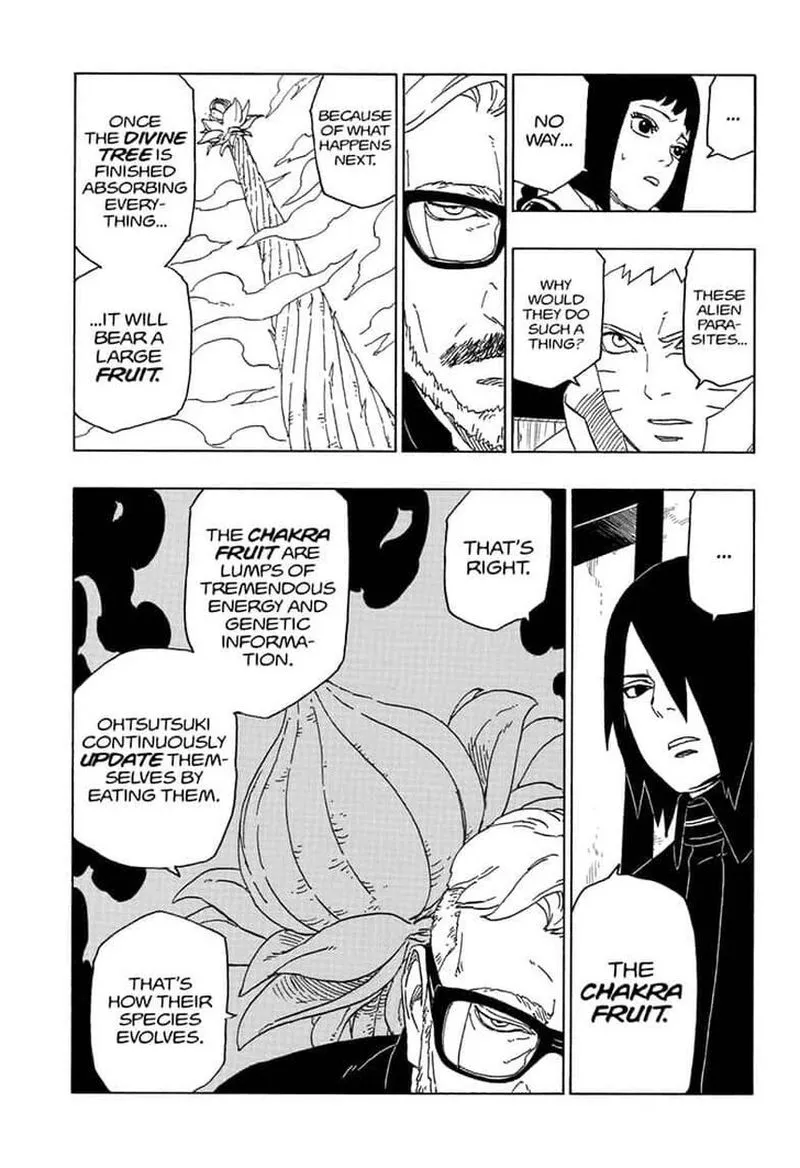 ...
NO
WAY...
THESE
ALIEN
PARA-
SITES...
WHY
WOULD
THEY DO
SUCH A
THING?
BECAUSE
OF WHAT
HAPPENS
NEXT.
ONCE
THE DIVINE
TREE IS
FINISHED
ABSORBING
EVERY-
THING...
...IT WILL
BEAR A
LARGE
FRUIT.
...
THE
CHAKRA
FRUIT.
THAT'S
RIGHT.
THE CHAKRA
FRUIT ARE
LUMPS OF
TREMENDOUS
ENERGY AND
GENETIC
INFORMA-
TION.
OHTSUTSUKI
CONTINUOUSLY
UPDATE THEM-
SELVES BY
EATING THEM.
THAT'S
HOW THEIR
SPECIES
EVOLVES.